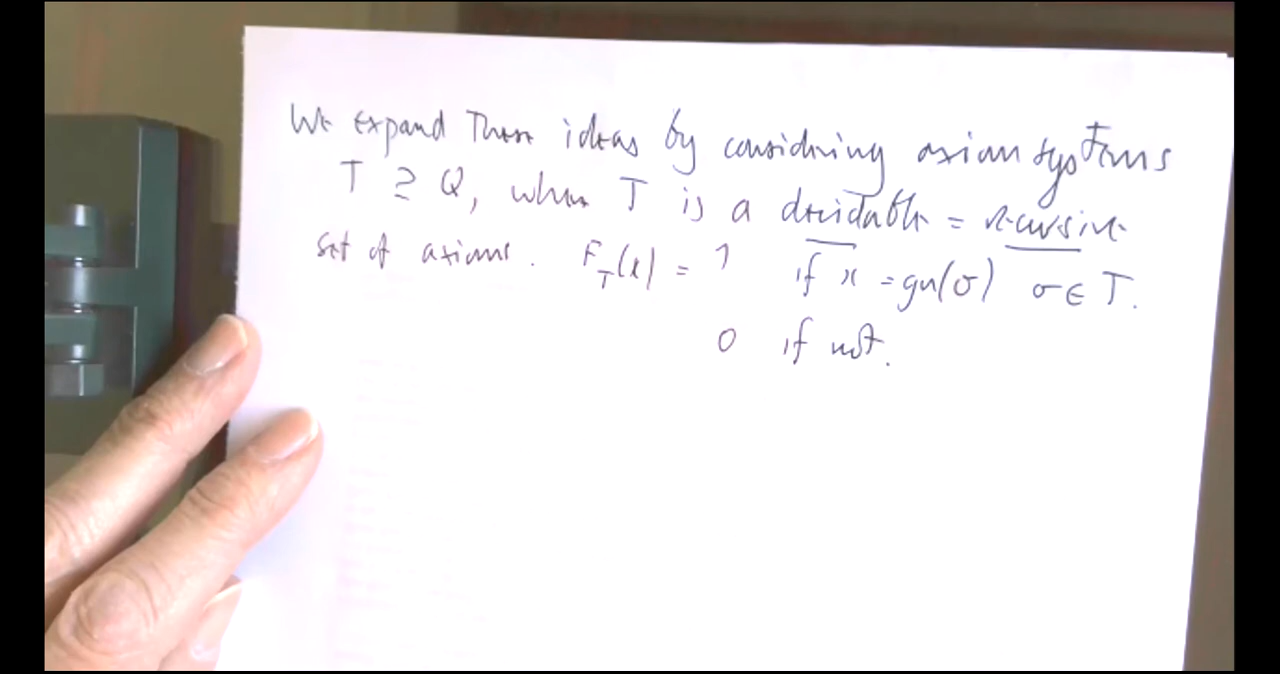 We expand these ideas by considering axiom systems
T ⊇ Q, where T is a decidable = recursive
set of axioms. F_T(x) = 1 if x = gn(σ) σ ∈ T.
0 if not.